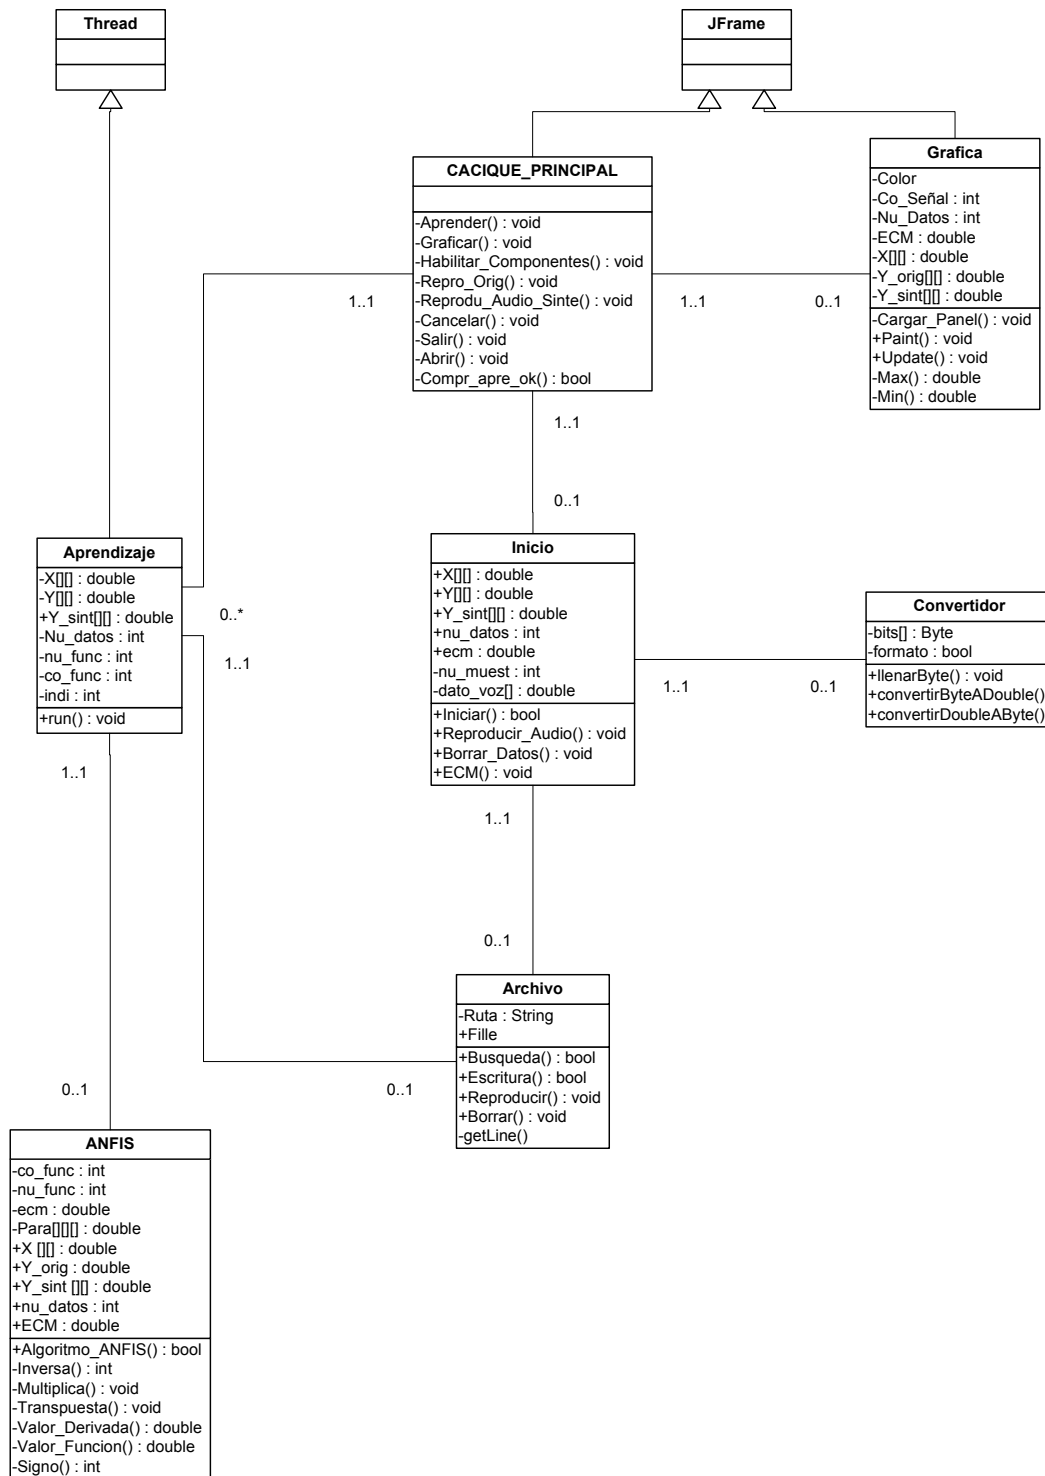 Thread
JFrame
CACIQUE_PRINCIPAL
-Aprender() : void
-Graficar() : void
-Habilitar_Componentes() : void
-Repro_Orig() : void
-Reprodu_Audio_Sinte() : void
-Cancelar() : void
-Salir() : void
-Abrir() : void
-Compr_apre_ok() : bool
Grafica
-Color
-Co_Señal : int
-Nu_Datos : int
-ECM : double
-X[][] : double
-Y_orig[][] : double
-Y_sint[][] : double
-Cargar_Panel() : void
+Paint() : void
+Update() : void
-Max() : double
-Min() : double
1..1
1..1
0..1
1..1
0..1
Aprendizaje
-X[][] : double
-Y[][] : double
+Y_sint[][] : double
-Nu_datos : int
-nu_func : int
-co_func : int
-indi : int
+run() : void
0..*
1..1
1..1
Inicio
+X[][] : double
+Y[][] : double
+Y_sint[][] : double
+nu_datos : int
+ecm : double
-nu_muest : int
-dato_voz[] : double
+Iniciar() : bool
+Reproducir_Audio() : void
+Borrar_Datos() : void
+ECM() : void
1..1
0..1
Convertidor
-bits[] : Byte
-formato : bool
+llenarByte() : void
+convertirByteADouble()
+convertirDoubleAByte()
1..1
0..1
Archivo
-Ruta : String
+Fille
+Busqueda() : bool
+Escritura() : bool
+Reproducir() : void
+Borrar() : void
-getLine()
0..1
0..1
ANFIS
-co_func : int
-nu_func : int
-ecm : double
-Para[][][] : double
+X [][] : double
+Y_orig : double
+Y_sint [][] : double
+nu_datos : int
+ECM : double
+Algoritmo_ANFIS() : bool
-Inversa() : int
-Multiplica() : void
-Transpuesta() : void
-Valor_Derivada() : double
-Valor_Funcion() : double
-Signo() : int